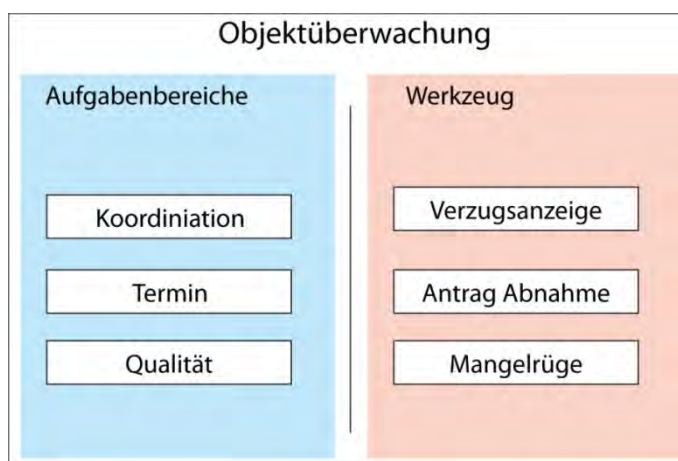 Objektüberwachung
Aufgabenbereiche
Koordiniation
Termin
Qualität
Werkzeug
Verzugsanzeige
Antrag Abnahme
Mangelrüge